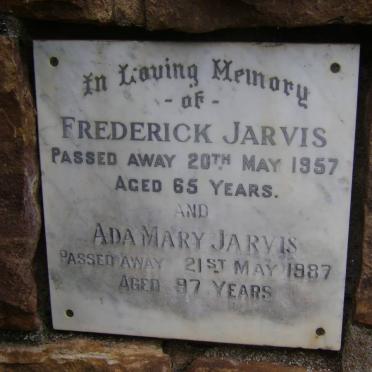 In Loving Memory
- of -
FREDERICK JARVIS
PASSED AWAY 20TH MAY 1957
AGED 65 YEARS.
AND
ADA MARY JARVIS
PASSED AWAY 21ST MAY 1987
AGED 97 YEARS